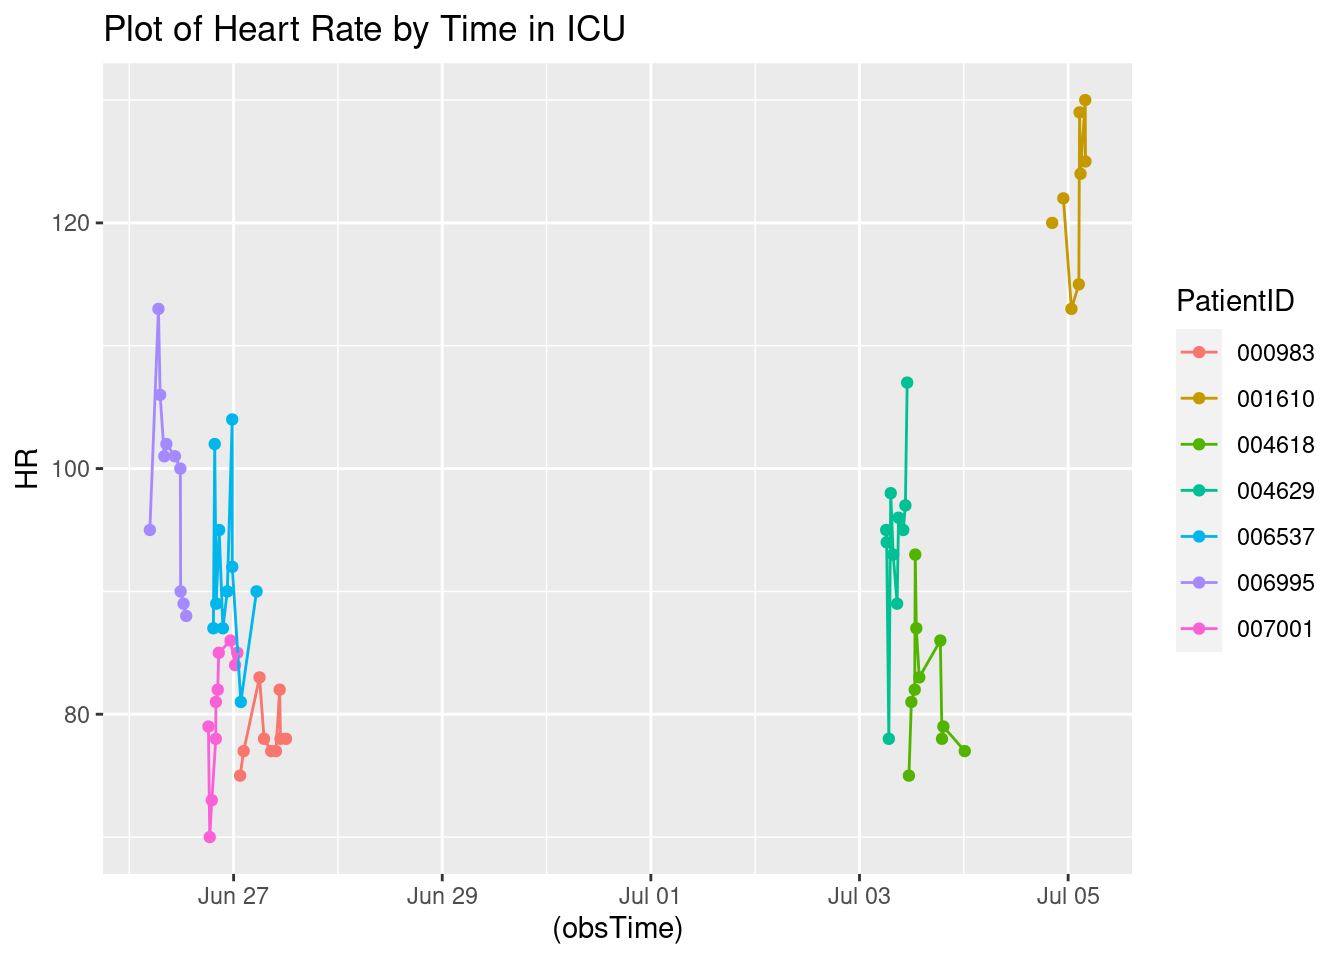 Plot of Heart Rate by Time in ICU
HR
120
100
80
Jun 27 Jun 29 Jul 01 Jul 03 Jul 05
(obsTime)
PatientID
000983
001610
004618
004629
006537
006995
007001